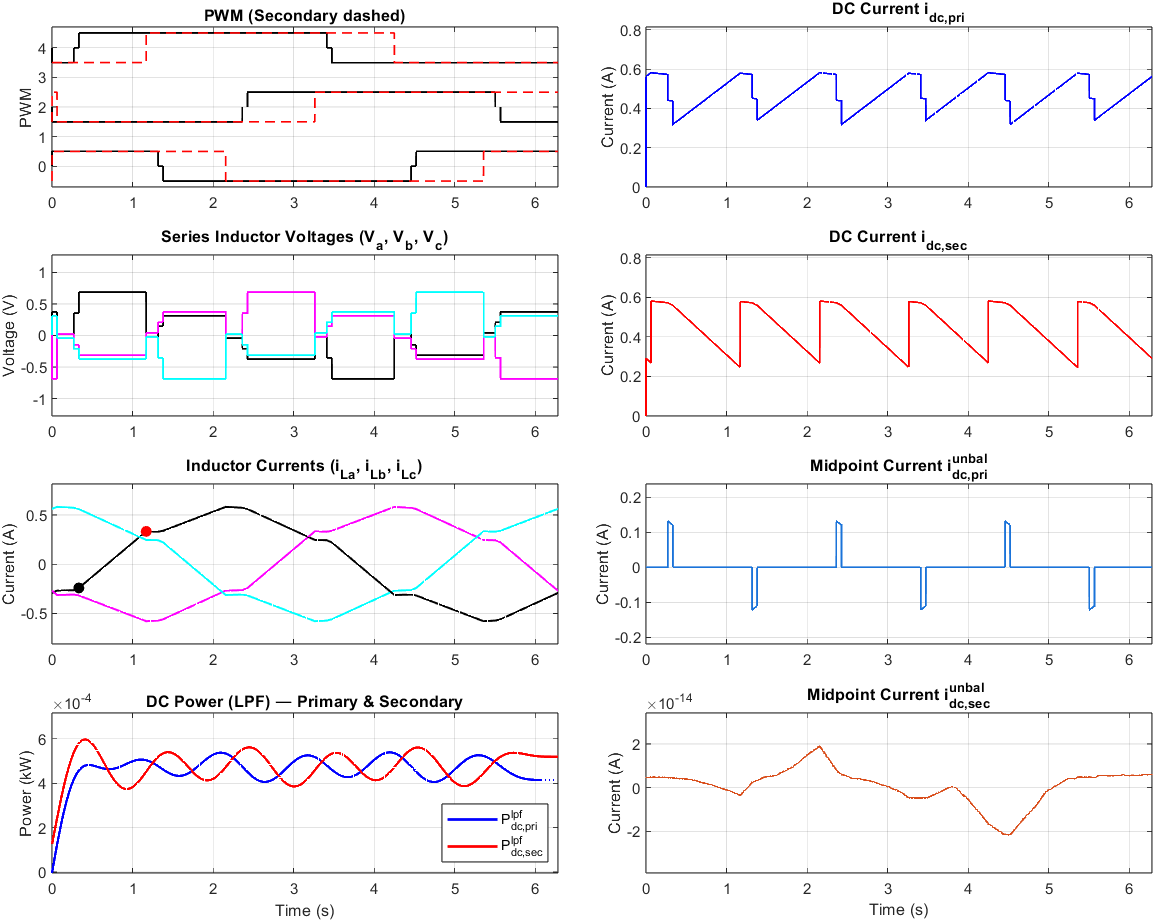 PWM (Secondary dashed)
PWM
4
3
2
1
0
0 1 2 3 4 5 6
DC Current i_dc,pri
Current (A)
0.8
0.6
0.4
0.2
0
0 1 2 3 4 5 6
Series Inductor Voltages (V_a, V_b, V_c)
Voltage (V)
1
0.5
0
-0.5
-1
0 1 2 3 4 5 6
DC Current i_dc,sec
Current (A)
0.8
0.6
0.4
0.2
0
0 1 2 3 4 5 6
Inductor Currents (i_La, i_Lb, i_Lc)
Current (A)
0.5
0
-0.5
0 1 2 3 4 5 6
Midpoint Current i_dc,pri^unbal
Current (A)
0.2
0.1
0
-0.1
-0.2
0 1 2 3 4 5 6
DC Power (LPF) — Primary & Secondary
×10^-4
Power (kW)
6
4
2
0
P_dc,pri^lpf
P_dc,sec^lpf
0 1 2 3 4 5 6
Time (s)
Midpoint Current i_dc,sec^unbal
×10^-14
Current (A)
2
0
-2
0 1 2 3 4 5 6
Time (s)